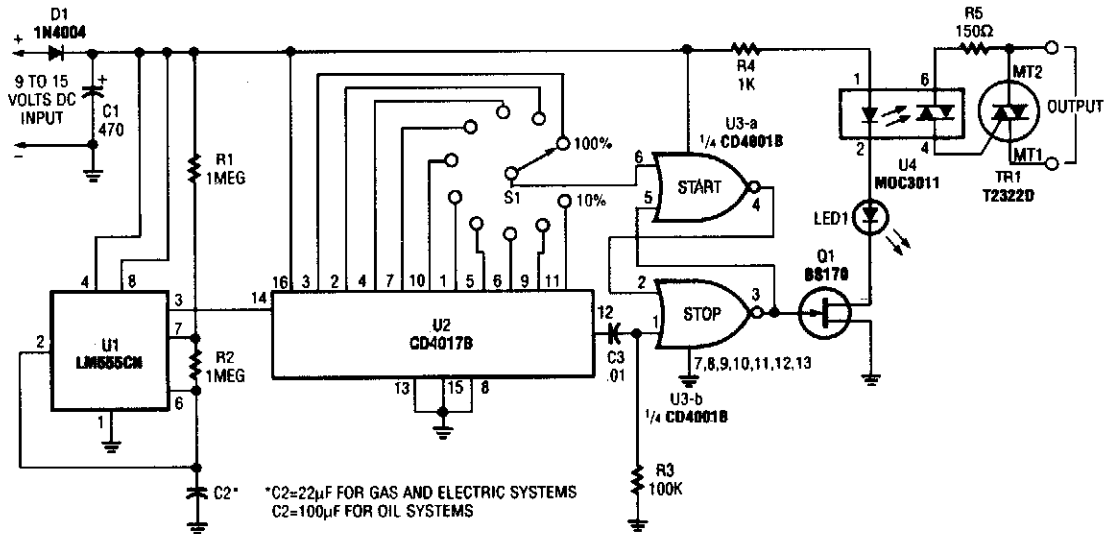 D1
1N4004
+
9 TO 15
VOLTS DC
INPUT
−
+
C1
470
R1
1MEG
R2
1MEG
4
8
3
7
2
6
1
U1
LM555CN
C2*
*C2=22µF FOR GAS AND ELECTRIC SYSTEMS
C2=100µF FOR OIL SYSTEMS
14
16
3
2
4
7
10
1
5
6
9
11
12
13
15
8
U2
CD4017B
100%
S1
10%
C3
.01
R3
100K
R4
1K
U3-a
1/4 CD4001B
6
5
START
4
2
1
STOP
3
7,8,9,10,11,12,13
U3-b
1/4 CD4001B
Q1
BS170
LED1
1
2
6
4
U4
MOC3011
R5
150Ω
MT2
MT1
OUTPUT
TR1
T2322D